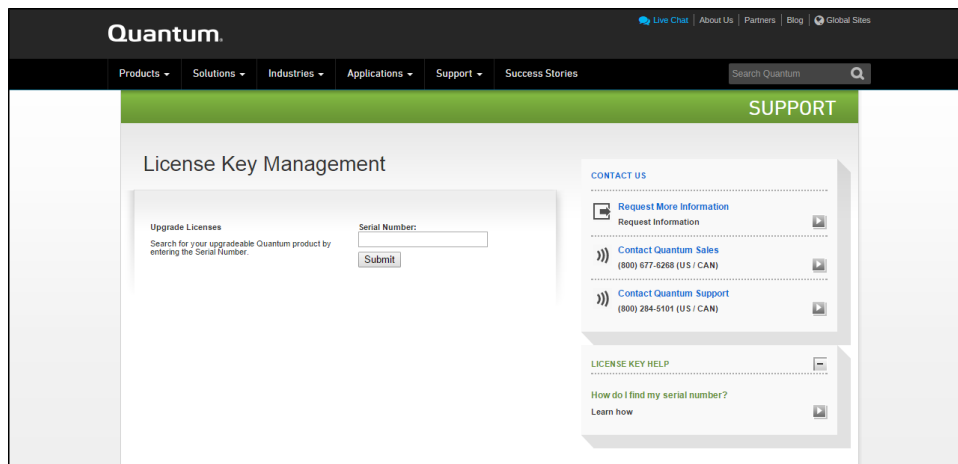 Live Chat | About Us | Partners | Blog | Global Sites
Quantum.
Products Solutions Industries Applications Support Success Stories Search Quantum
SUPPORT
License Key Management
Upgrade Licenses
Search for your upgradeable Quantum product by
entering the Serial Number.
Serial Number:
Submit
CONTACT US
Request More Information
Request Information
Contact Quantum Sales
(800) 677-6268 (US / CAN)
Contact Quantum Support
(800) 284-5101 (US / CAN)
LICENSE KEY HELP
How do I find my serial number?
Learn how